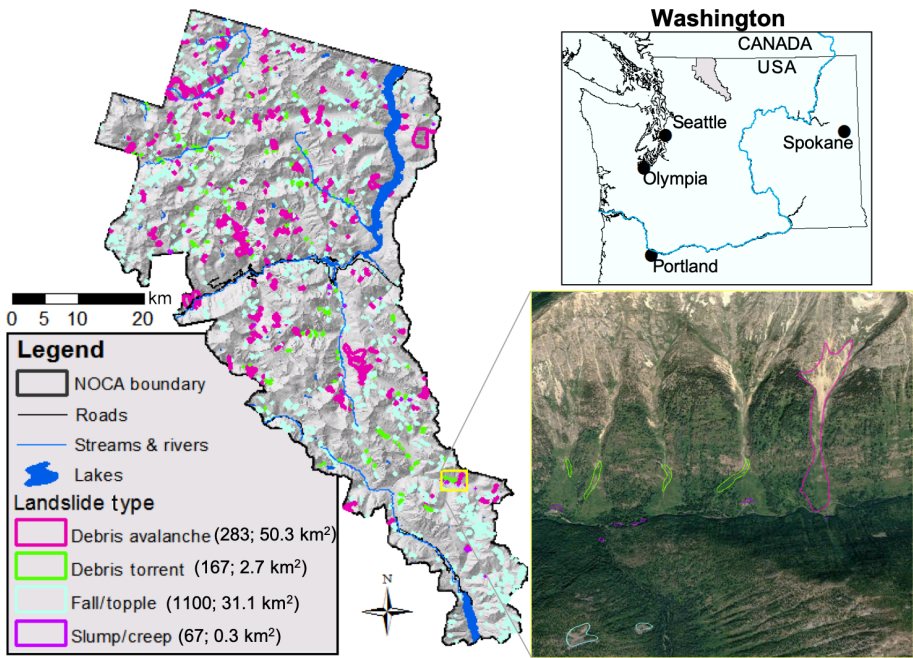 Washington
CANADA
USA
Seattle
Spokane
Olympia
Portland
km
0 5 10 20
Legend
NOCA boundary
Roads
Streams & rivers
Lakes
Landslide type
Debris avalanche (283; 50.3 km²)
Debris torrent (167; 2.7 km²)
Fall/topple (1100; 31.1 km²)
Slump/creep (67; 0.3 km²)
N